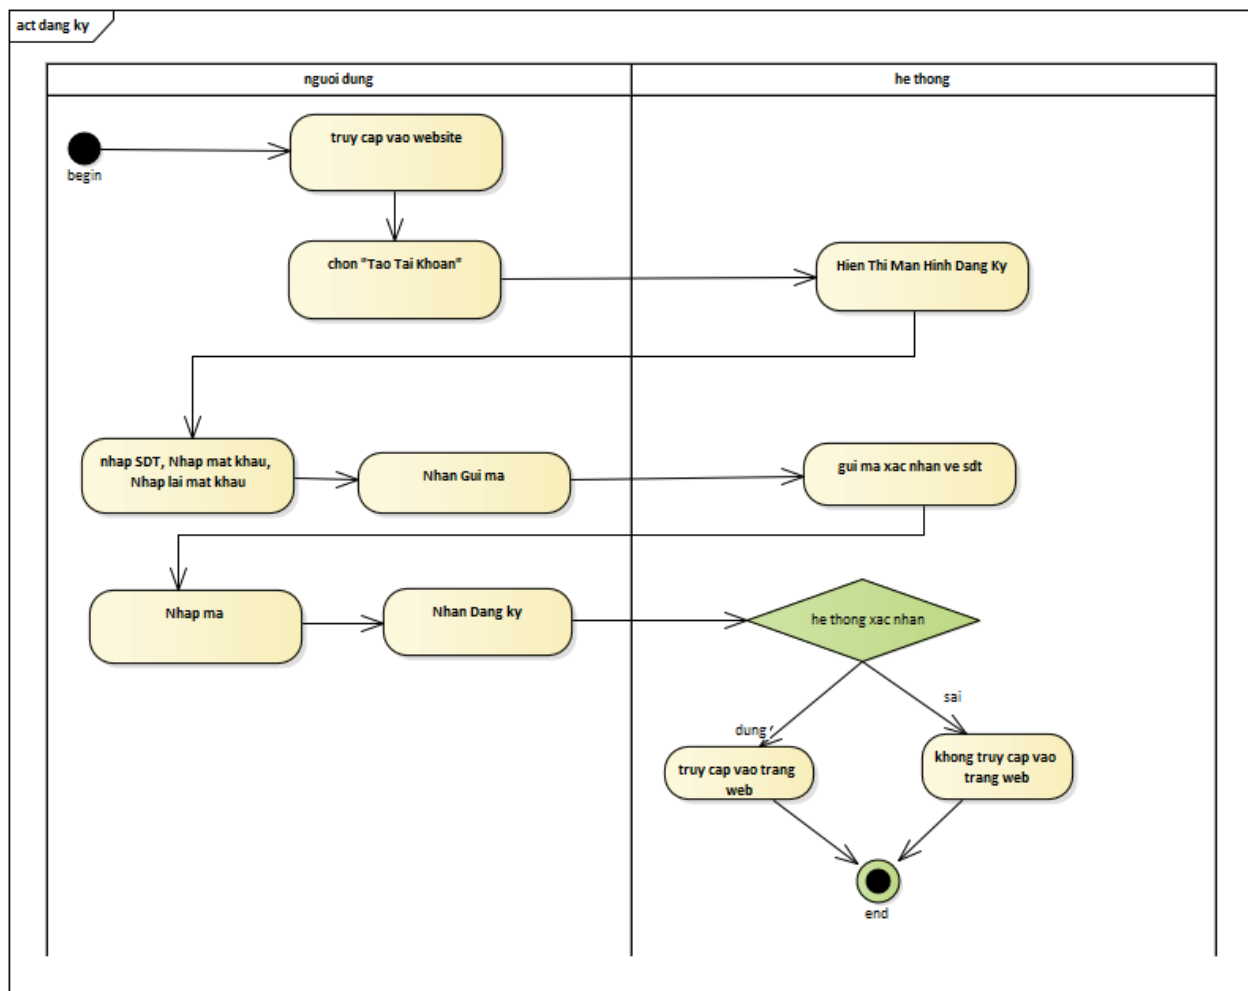 act dang ky
nguoi dung
he thong
begin
truy cap vao website
chon "Tao Tai Khoan"
Hien Thi Man Hinh Dang Ky
nhap SDT, Nhap mat khau,
Nhap lai mat khau
Nhan Gui ma
gui ma xac nhan ve sdt
Nhap ma
Nhan Dang ky
he thong xac nhan
dung
sai
truy cap vao trang
web
khong truy cap vao
trang web
end